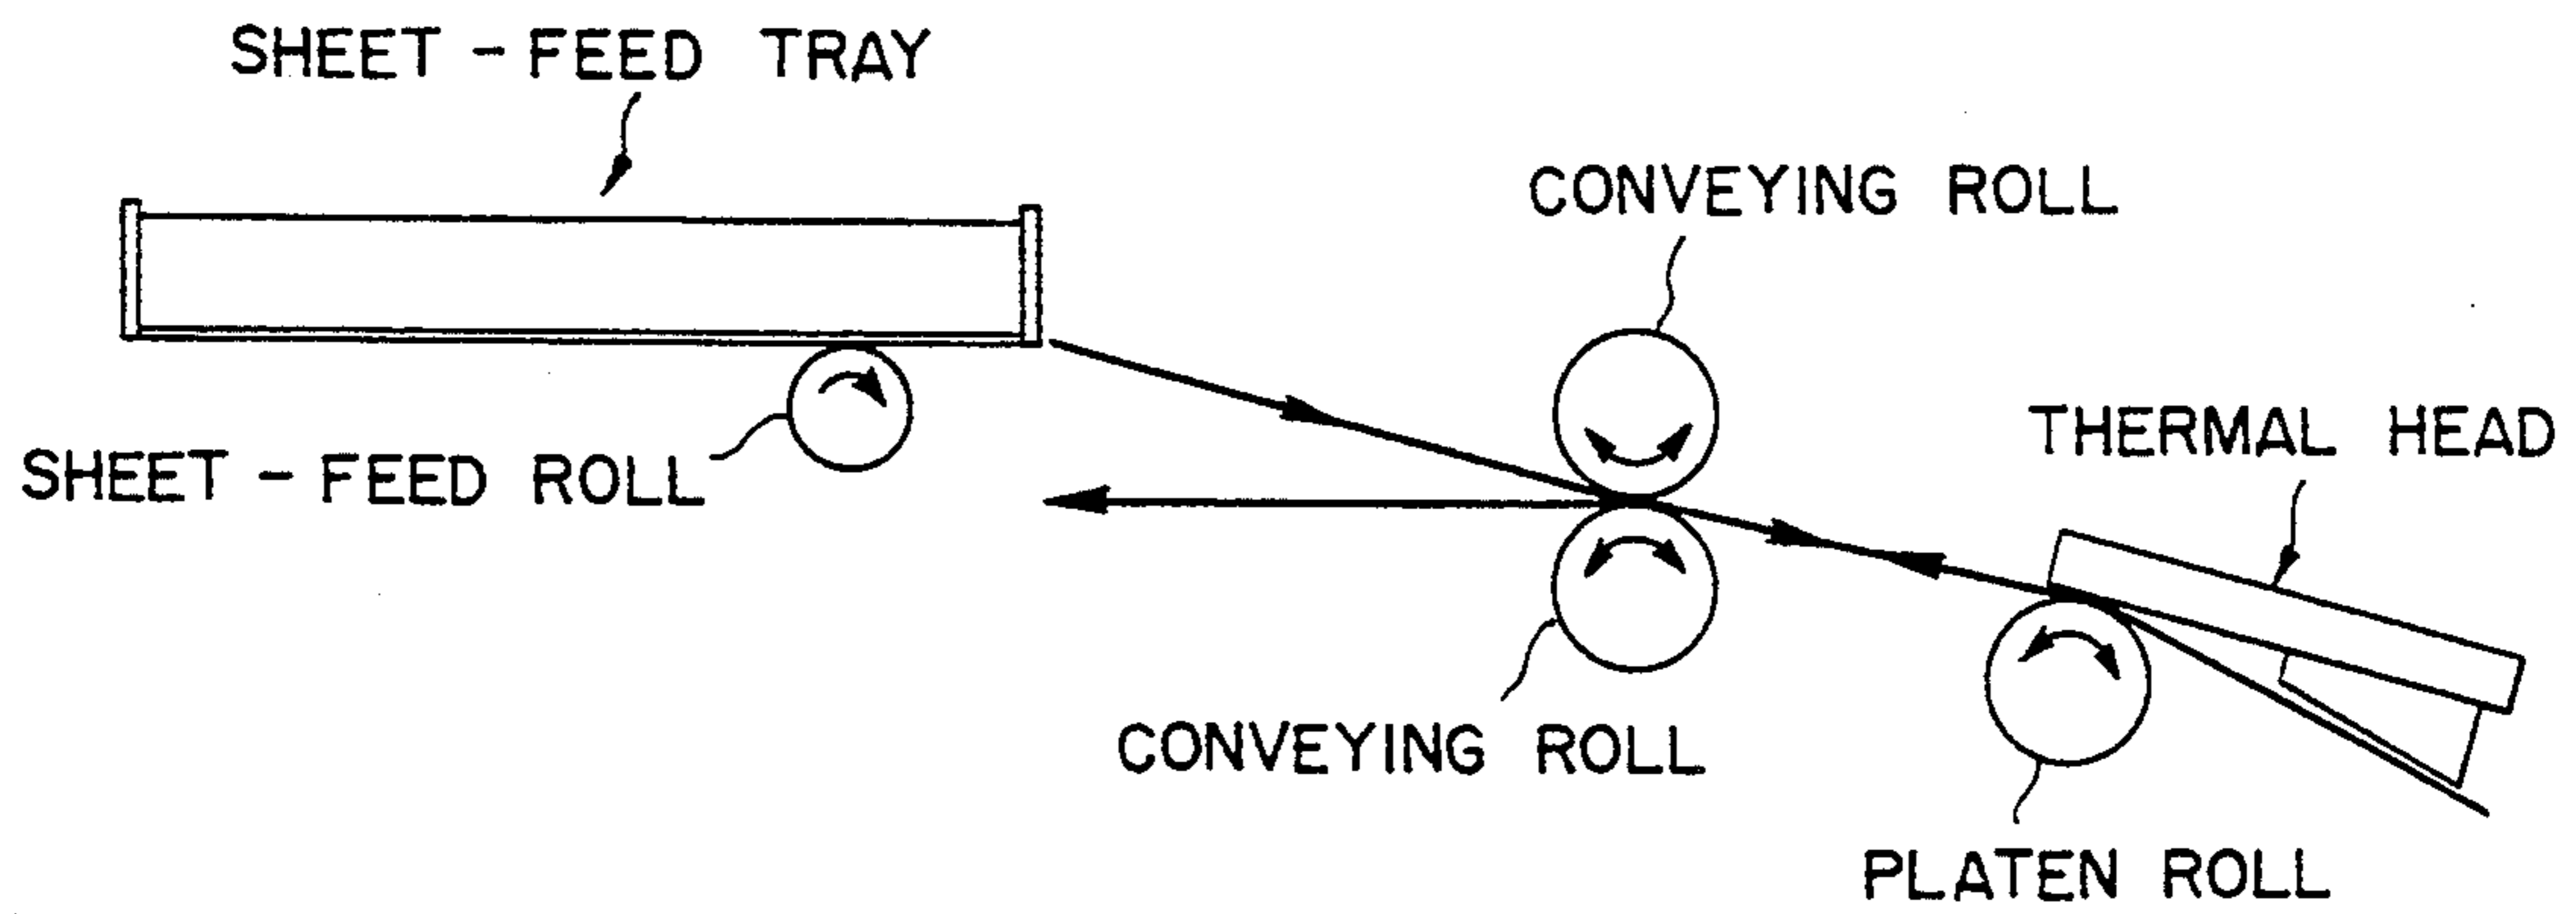 SHEET-FEED TRAY
CONVEYING ROLL
THERMAL HEAD
SHEET-FEED ROLL
CONVEYING ROLL
PLATEN ROLL